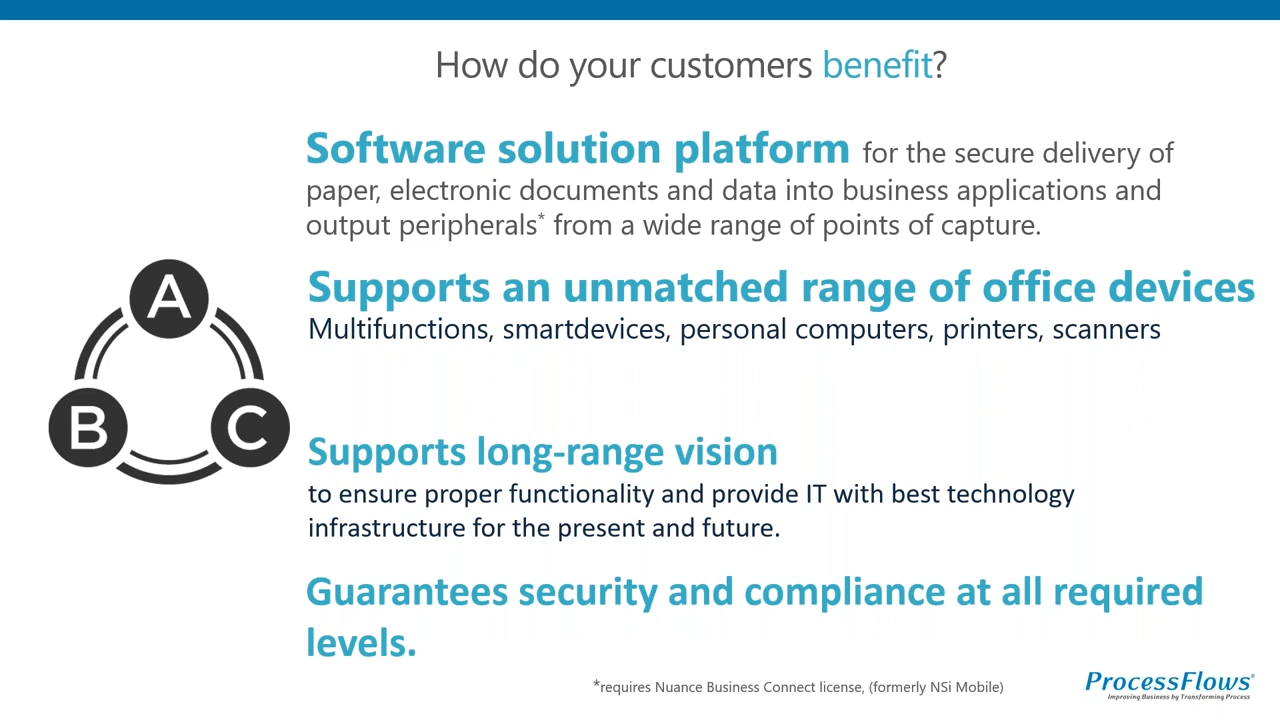 How do your customers benefit?
Software solution platform for the secure delivery of
paper, electronic documents and data into business applications and
output peripherals* from a wide range of points of capture.
Supports an unmatched range of office devices
Multifunctions, smartdevices, personal computers, printers, scanners
A
B
C
Supports long-range vision
to ensure proper functionality and provide IT with best technology
infrastructure for the present and future.
Guarantees security and compliance at all required
levels.
*requires Nuance Business Connect license, (formerly NSi Mobile)
ProcessFlows®
Improving Business by Transforming Process